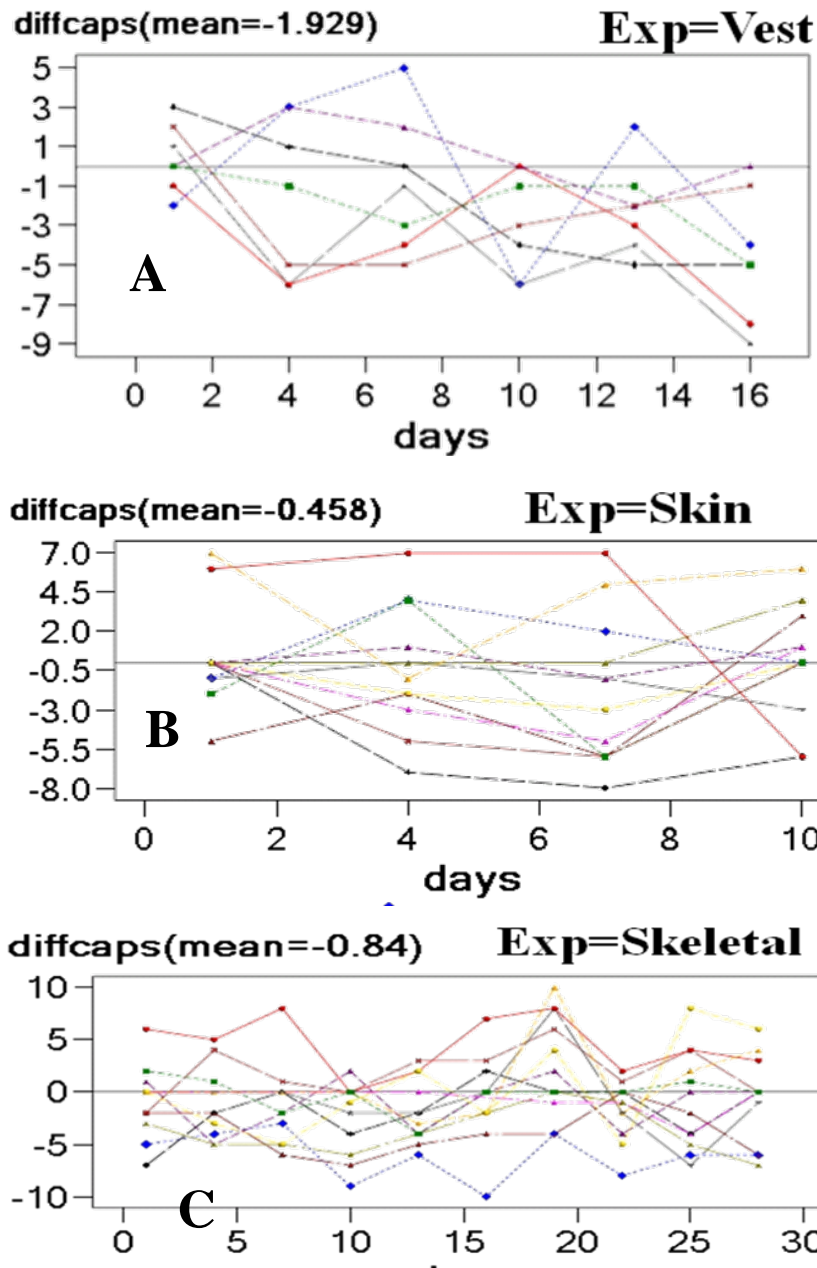 diffcaps(mean=-1.929) Exp=Vest
5
3
1
-1
-3
-5
-7
-9
A
0 2 4 6 8 10 12 14 16
days
diffcaps(mean=-0.458) Exp=Skin
7.0
4.5
2.0
-0.5
-3.0
-5.5
-8.0
B
0 2 4 6 8 10
days
diffcaps(mean=-0.84) Exp=Skeletal
10
5
0
-5
-10
C
0 5 10 15 20 25 30